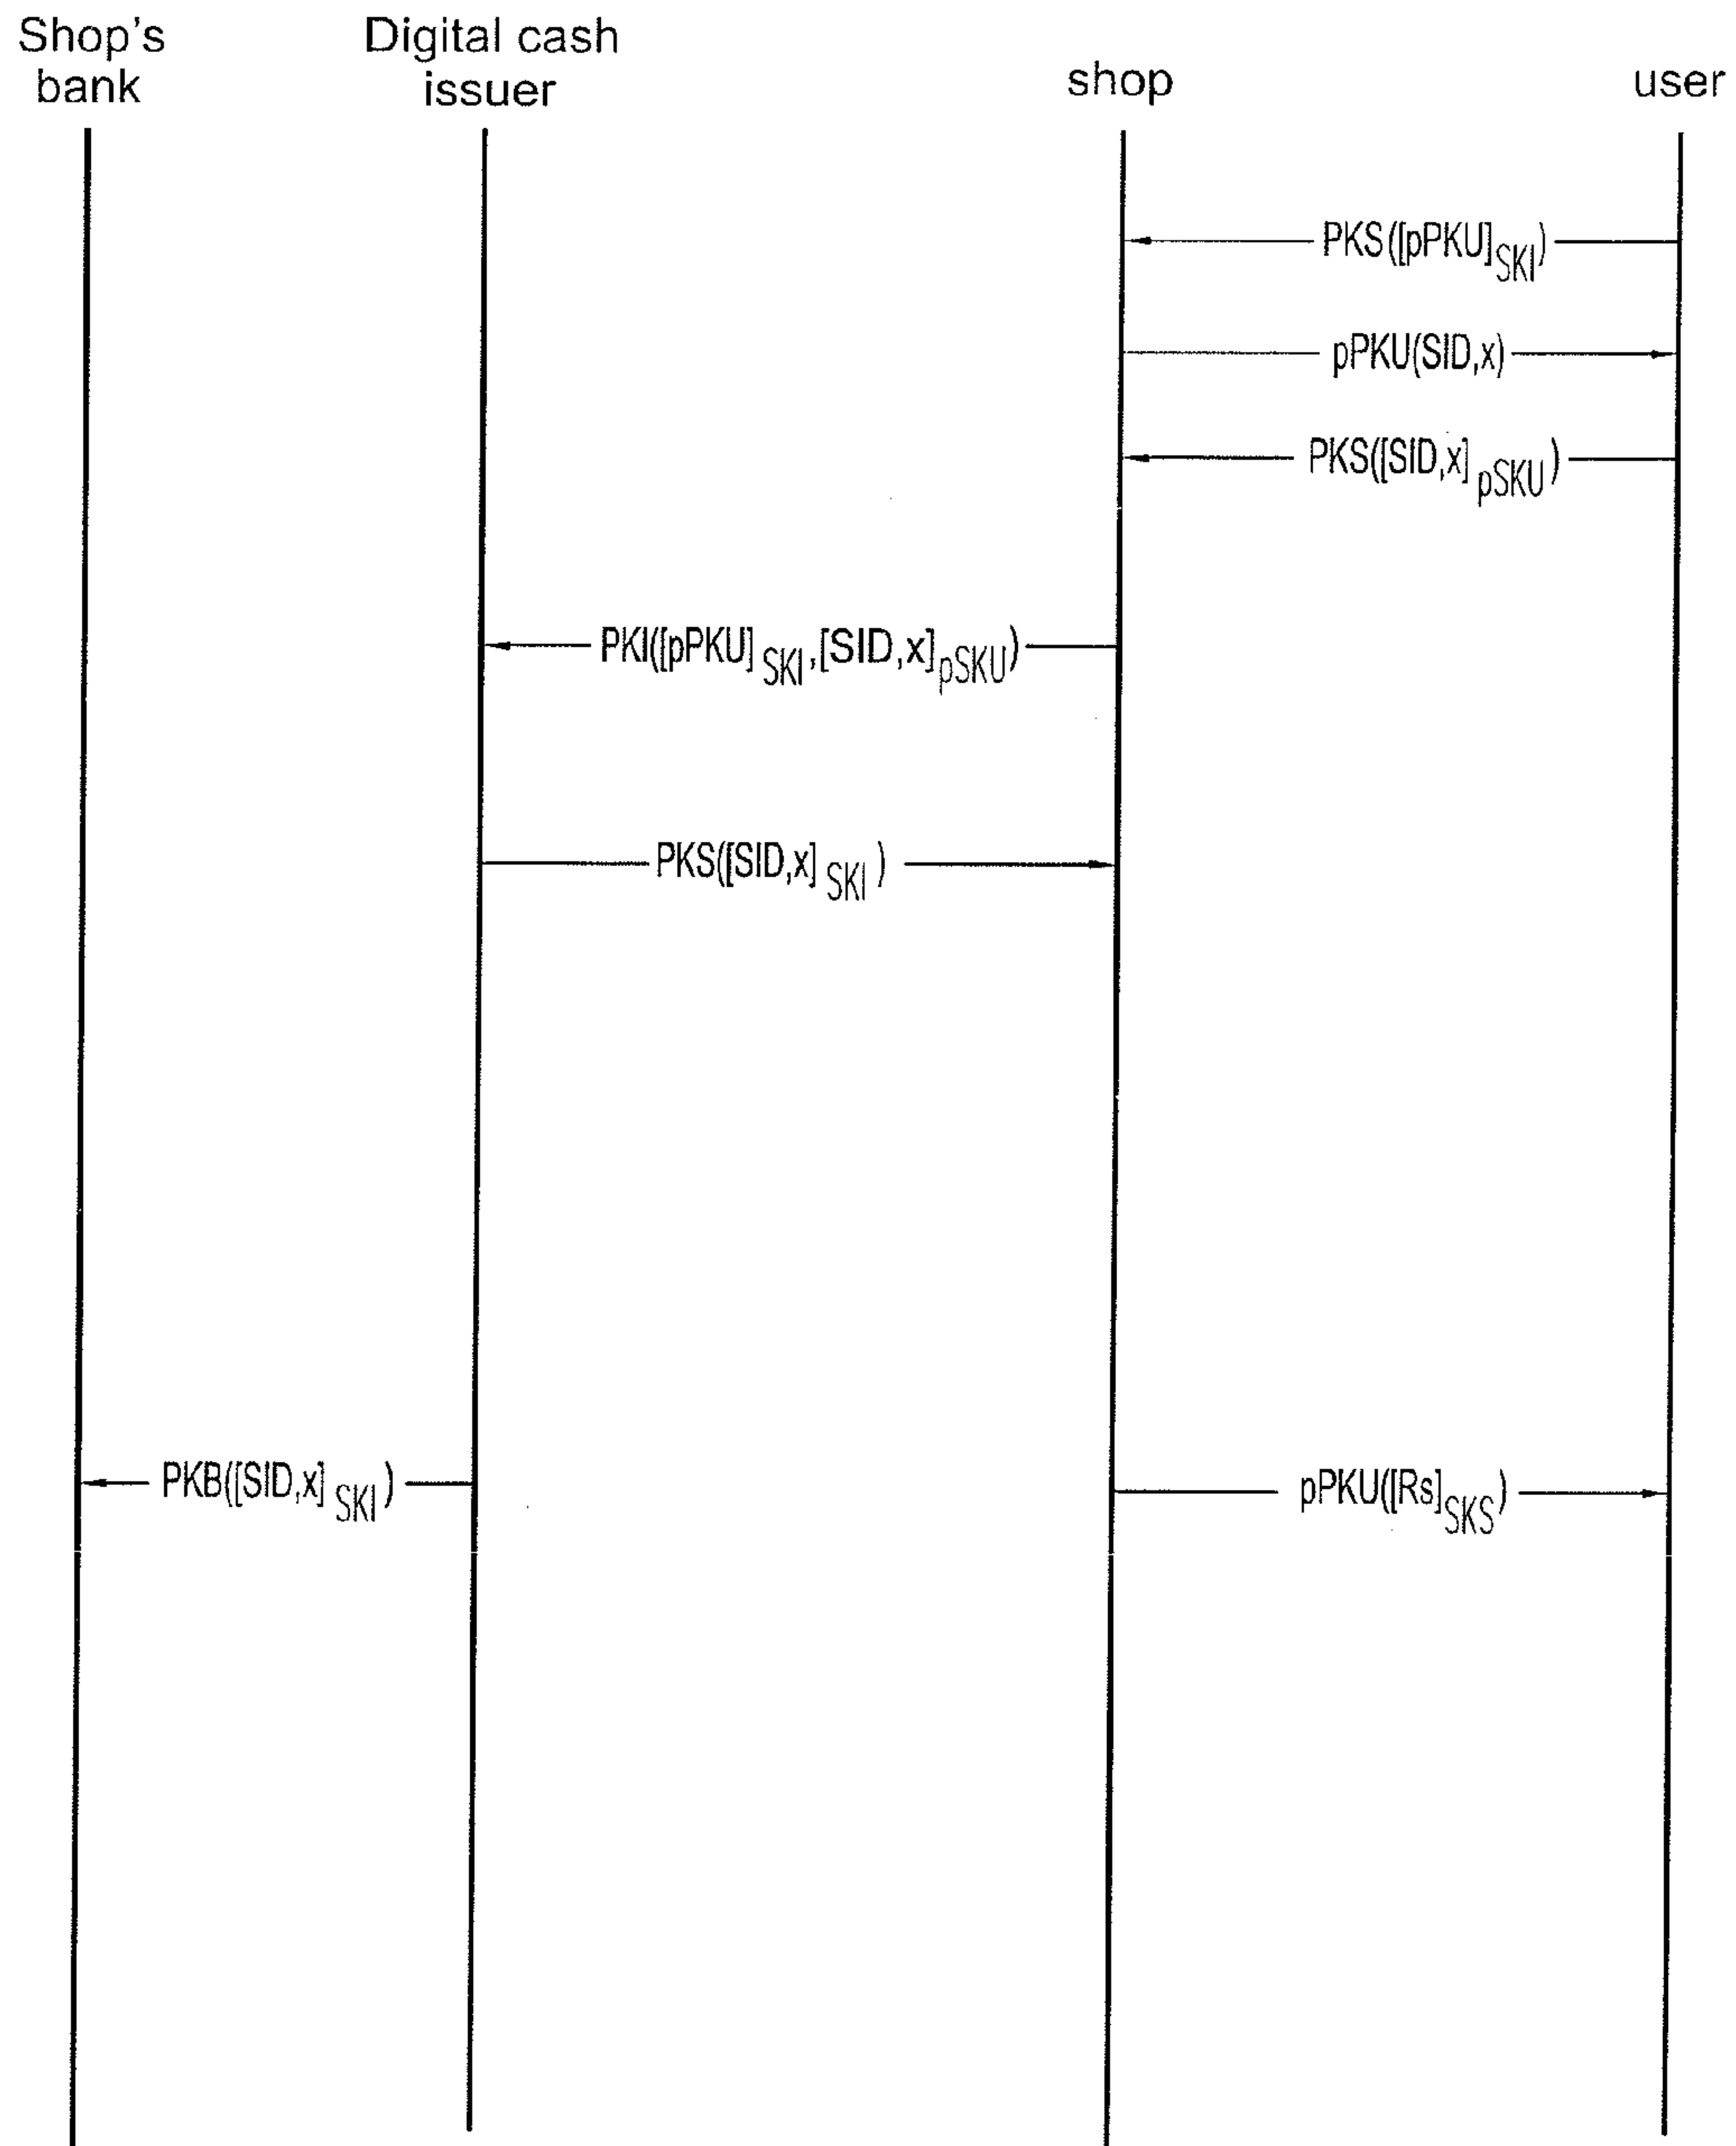 Shop's
bank
Digital cash
issuer
shop
user
PKS([pPKU]SKI)
pPKU(SID,x)
PKS([SID,x]pSKU)
PKI([pPKU]SKI,[SID,x]pSKU)
PKS([SID,x]SKI)
PKB([SID,x]SKI)
pPKU([Rs]SKS)